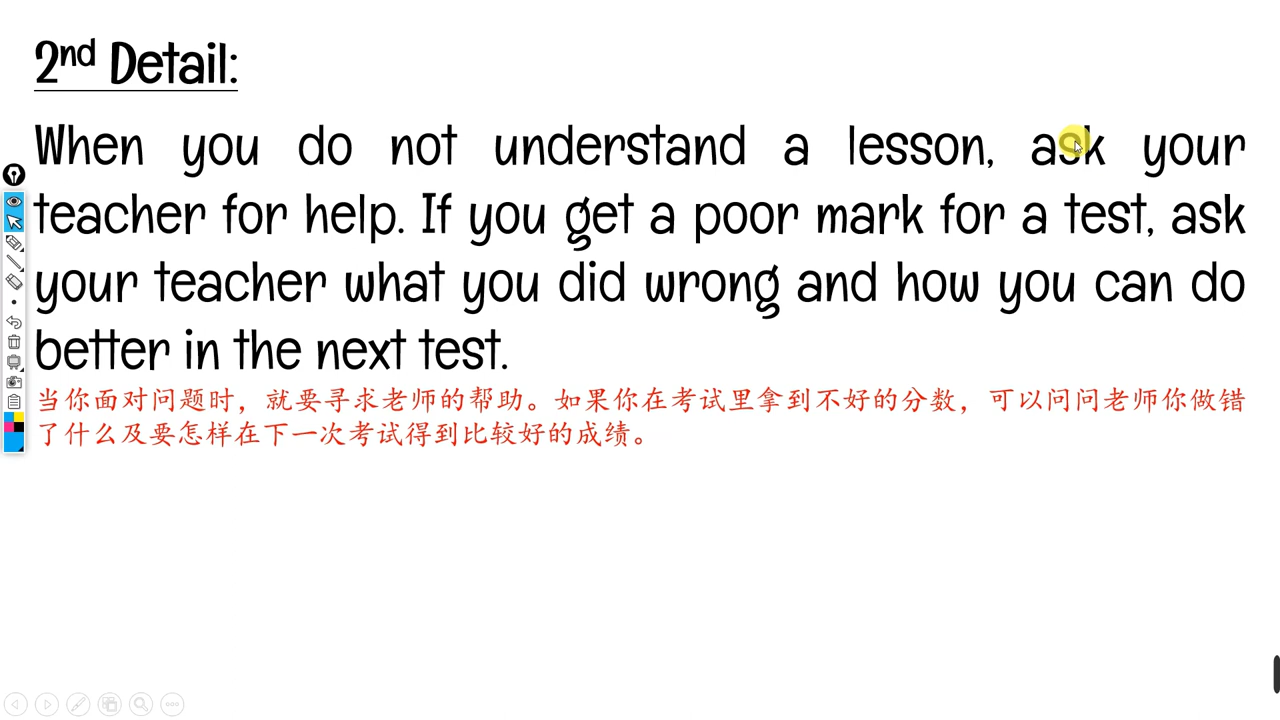 2nd Detail:
When you do not understand a lesson, ask your
teacher for help. If you get a poor mark for a test, ask
your teacher what you did wrong and how you can do
better in the next test.
当你面对问题时，就要寻求老师的帮助。如果你在考试里拿到不好的分数，可以问问老师你做错
了什么及要怎样在下一次考试得到比较好的成绩。